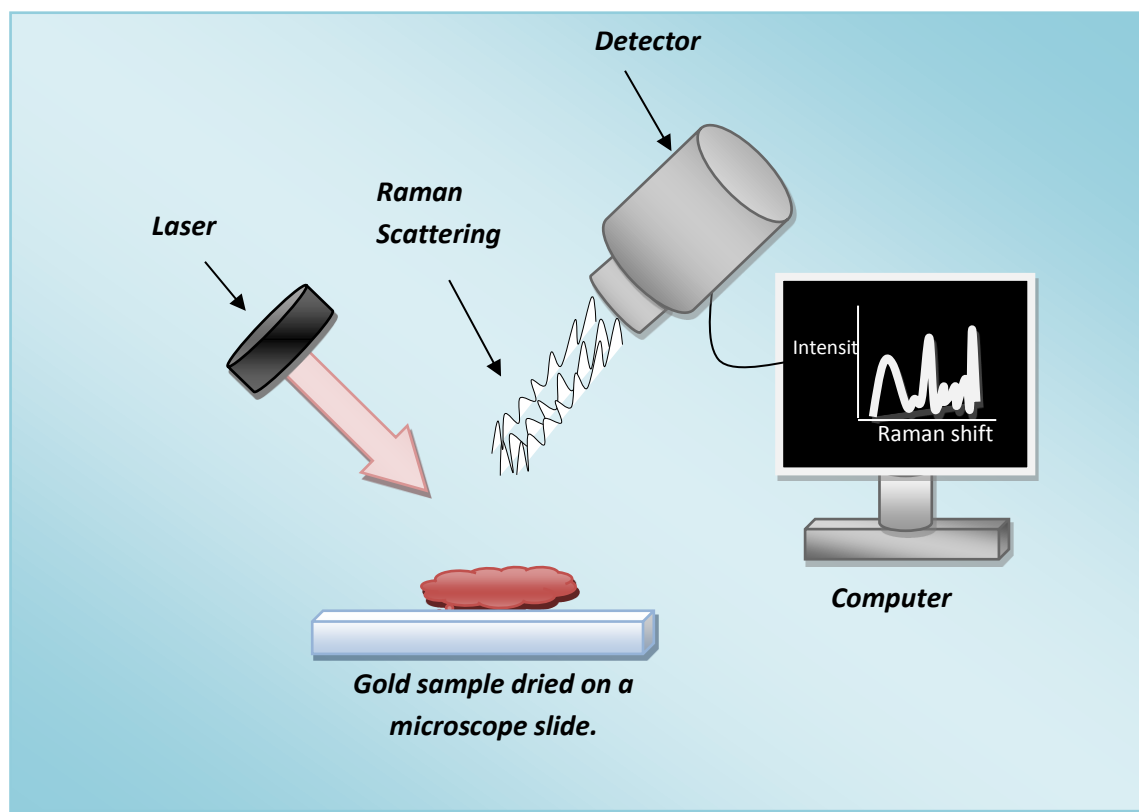 Detector
Raman
Scattering
Laser
Intensit
Raman shift
Computer
Gold sample dried on a
microscope slide.